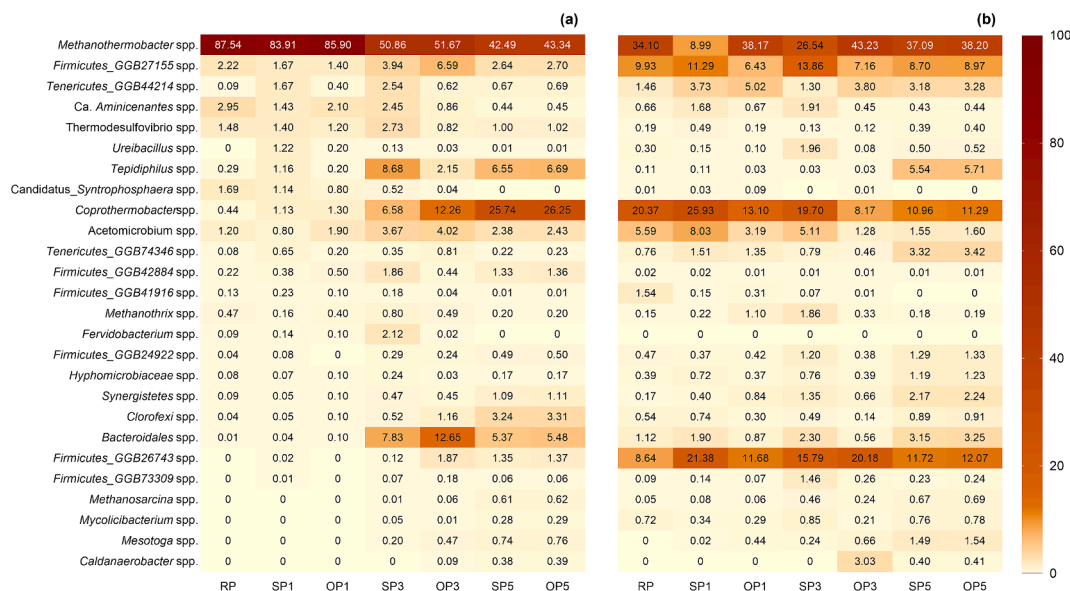 (a) (b)
Methanothermobacter spp. 87.54 83.91 85.90 50.86 51.67 42.49 43.34 34.10 8.99 38.17 26.54 43.23 37.09 38.20 100
Firmicutes_GGB27155 spp. 2.22 1.67 1.40 3.94 6.59 2.64 2.70 9.93 11.29 6.43 13.86 7.16 8.70 8.97
Tenericutes_GGB44214 spp. 0.09 1.67 0.40 2.54 0.62 0.67 0.69 1.46 3.73 5.02 1.30 3.80 3.18 3.28
Ca. Aminicenantes spp. 2.95 1.43 2.10 2.45 0.86 0.44 0.45 0.66 1.68 0.67 1.91 0.45 0.43 0.44
Thermodesulfovibrio spp. 1.48 1.40 1.20 2.73 0.82 1.00 1.02 0.19 0.49 0.19 0.13 0.12 0.39 0.40
80
Ureibacillus spp. 0 1.22 0.20 0.13 0.03 0.01 0.01 0.30 0.15 0.10 1.96 0.08 0.50 0.52
Tepidiphilus spp. 0.29 1.16 0.20 8.68 2.15 6.55 6.69 0.11 0.11 0.03 0.03 0.03 5.54 5.71
Candidatus_Syntrophosphaera spp. 1.69 1.14 0.80 0.52 0.04 0 0 0.01 0.03 0.09 0 0.01 0 0
Coprothermobacterspp. 0.44 1.13 1.30 6.58 12.26 25.74 26.25 20.37 25.93 13.10 19.70 8.17 10.96 11.29
Acetomicrobium spp. 1.20 0.80 1.90 3.67 4.02 2.38 2.43 5.59 8.03 3.19 5.11 1.28 1.55 1.60
Tenericutes_GGB74346 spp. 0.08 0.65 0.20 0.35 0.81 0.22 0.23 0.76 1.51 1.35 0.79 0.46 3.32 3.42
60
Firmicutes_GGB42884 spp. 0.22 0.38 0.50 1.86 0.44 1.33 1.36 0.02 0.02 0.01 0.01 0.01 0.01 0.01
Firmicutes_GGB41916 spp. 0.13 0.23 0.10 0.18 0.04 0.01 0.01 1.54 0.15 0.31 0.07 0.01 0 0
Methanothrix spp. 0.47 0.16 0.40 0.80 0.49 0.20 0.20 0.15 0.22 1.10 1.86 0.33 0.18 0.19
Fervidobacterium spp. 0.09 0.14 0.10 2.12 0.02 0 0 0 0 0 0 0 0 0
Firmicutes_GGB24922 spp. 0.04 0.08 0 0.29 0.24 0.49 0.50 0.47 0.37 0.42 1.20 0.38 1.29 1.33 40
Hyphomicrobiaceae spp. 0.08 0.07 0.10 0.24 0.03 0.17 0.17 0.39 0.72 0.37 0.76 0.39 1.19 1.23
Synergistetes spp. 0.09 0.05 0.10 0.47 0.45 1.09 1.11 0.17 0.40 0.84 1.35 0.66 2.17 2.24
Clorofexi spp. 0.04 0.05 0.10 0.52 1.16 3.24 3.31 0.54 0.74 0.30 0.49 0.14 0.89 0.91
Bacteroidales spp. 0.01 0.04 0.10 7.83 12.65 5.37 5.48 1.12 1.90 0.87 2.30 0.56 3.15 3.25
Firmicutes_GGB26743 spp. 0 0.02 0 0.12 1.87 1.35 1.37 8.64 21.38 11.68 15.79 20.18 11.72 12.07 20
Firmicutes_GGB73309 spp. 0 0.01 0 0.07 0.18 0.06 0.06 0.09 0.14 0.07 1.46 0.26 0.23 0.24
Methanosarcina spp. 0 0 0 0.01 0.06 0.61 0.62 0.05 0.08 0.06 0.46 0.24 0.67 0.69
Mycolicibacterium spp. 0 0 0 0.05 0.01 0.28 0.29 0.72 0.34 0.29 0.85 0.21 0.76 0.78
Mesotoga spp. 0 0 0 0.20 0.47 0.74 0.76 0 0.02 0.44 0.24 0.66 1.49 1.54
Caldanaerobacter spp. 0 0 0 0 0.09 0.38 0.39 0 0 0 0 3.03 0.40 0.41
0
RP SP1 OP1 SP3 OP3 SP5 OP5 RP SP1 OP1 SP3 OP3 SP5 OP5